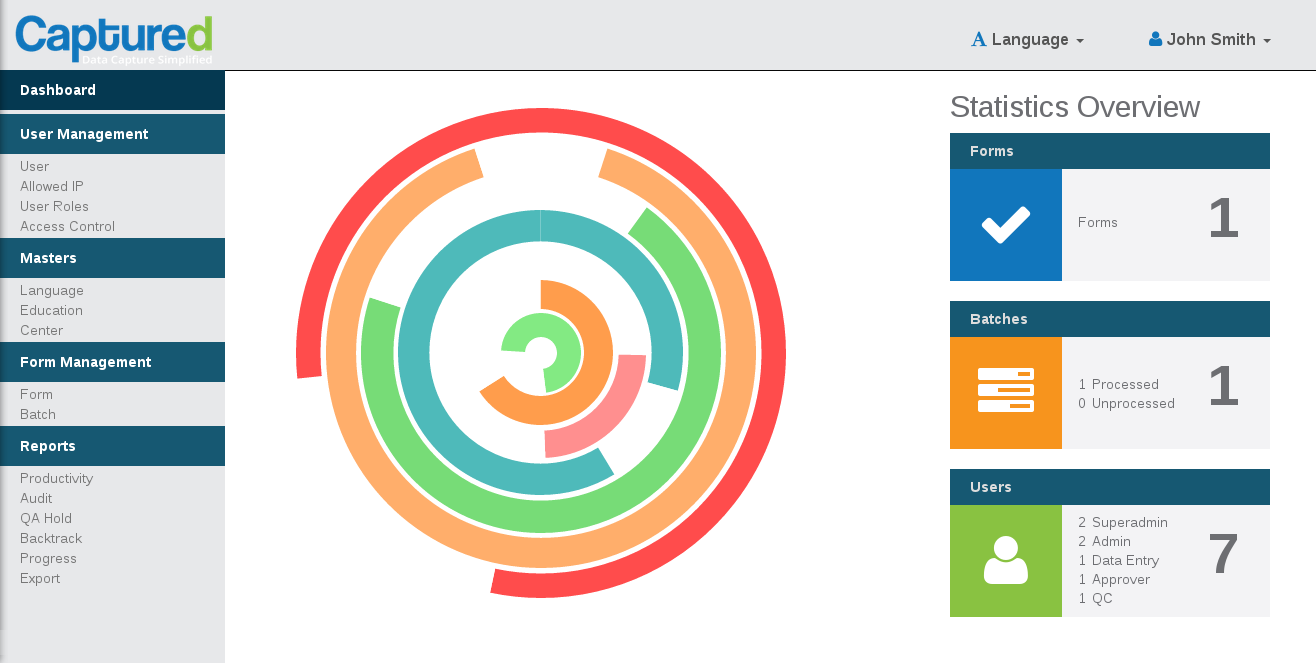 Captured
Data Capture Simplified
Language
John Smith
Dashboard
User Management
User
Allowed IP
User Roles
Access Control
Masters
Language
Education
Center
Form Management
Form
Batch
Reports
Productivity
Audit
QA Hold
Backtrack
Progress
Export
Statistics Overview
Forms
Forms
1
Batches
1 Processed
0 Unprocessed
1
Users
2 Superadmin
2 Admin
1 Data Entry
1 Approver
1 QC
7